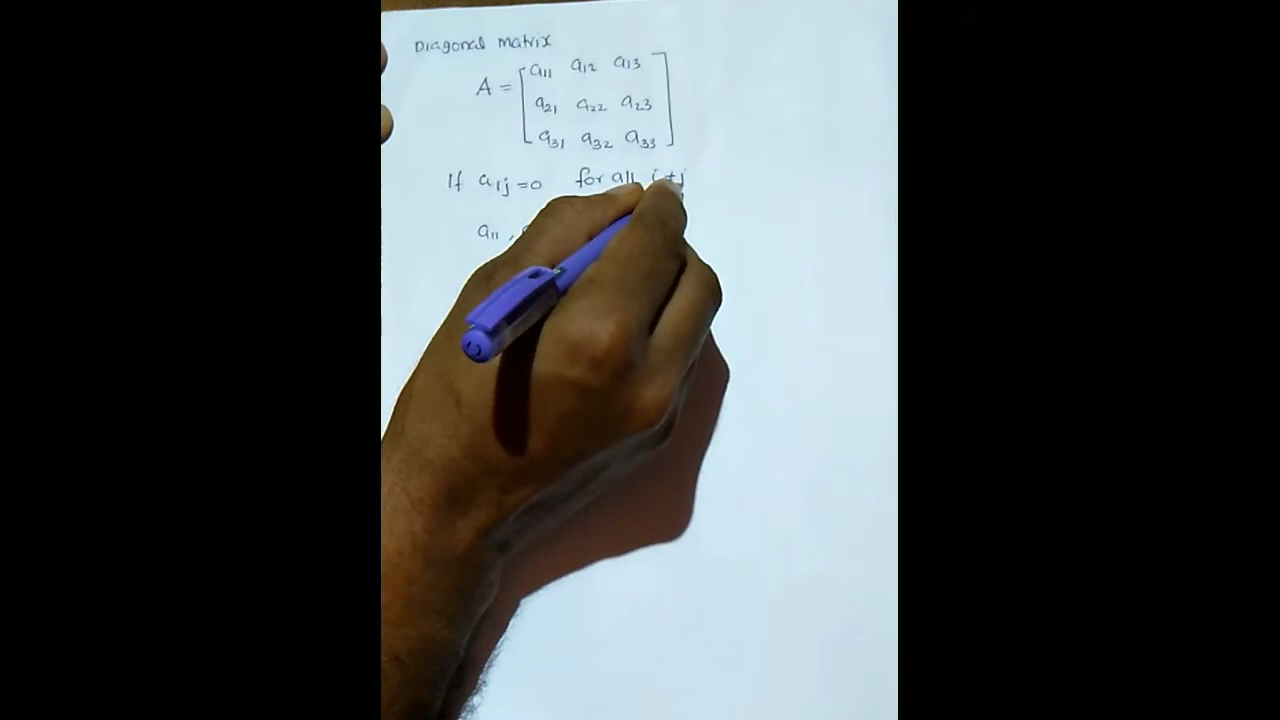 Diagonal matrix
A = [ a11 a12 a13
a21 a22 a23
a31 a32 a33 ]
If aij = 0 for all i ≠ j
a11 ,